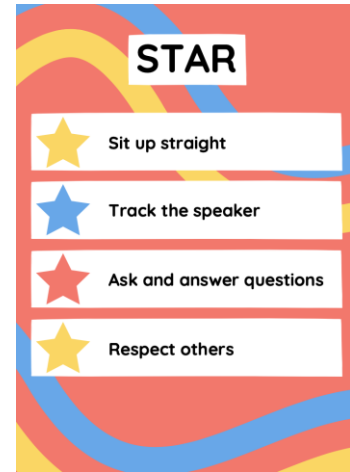 STAR
Sit up straight
Track the speaker
Ask and answer questions
Respect others